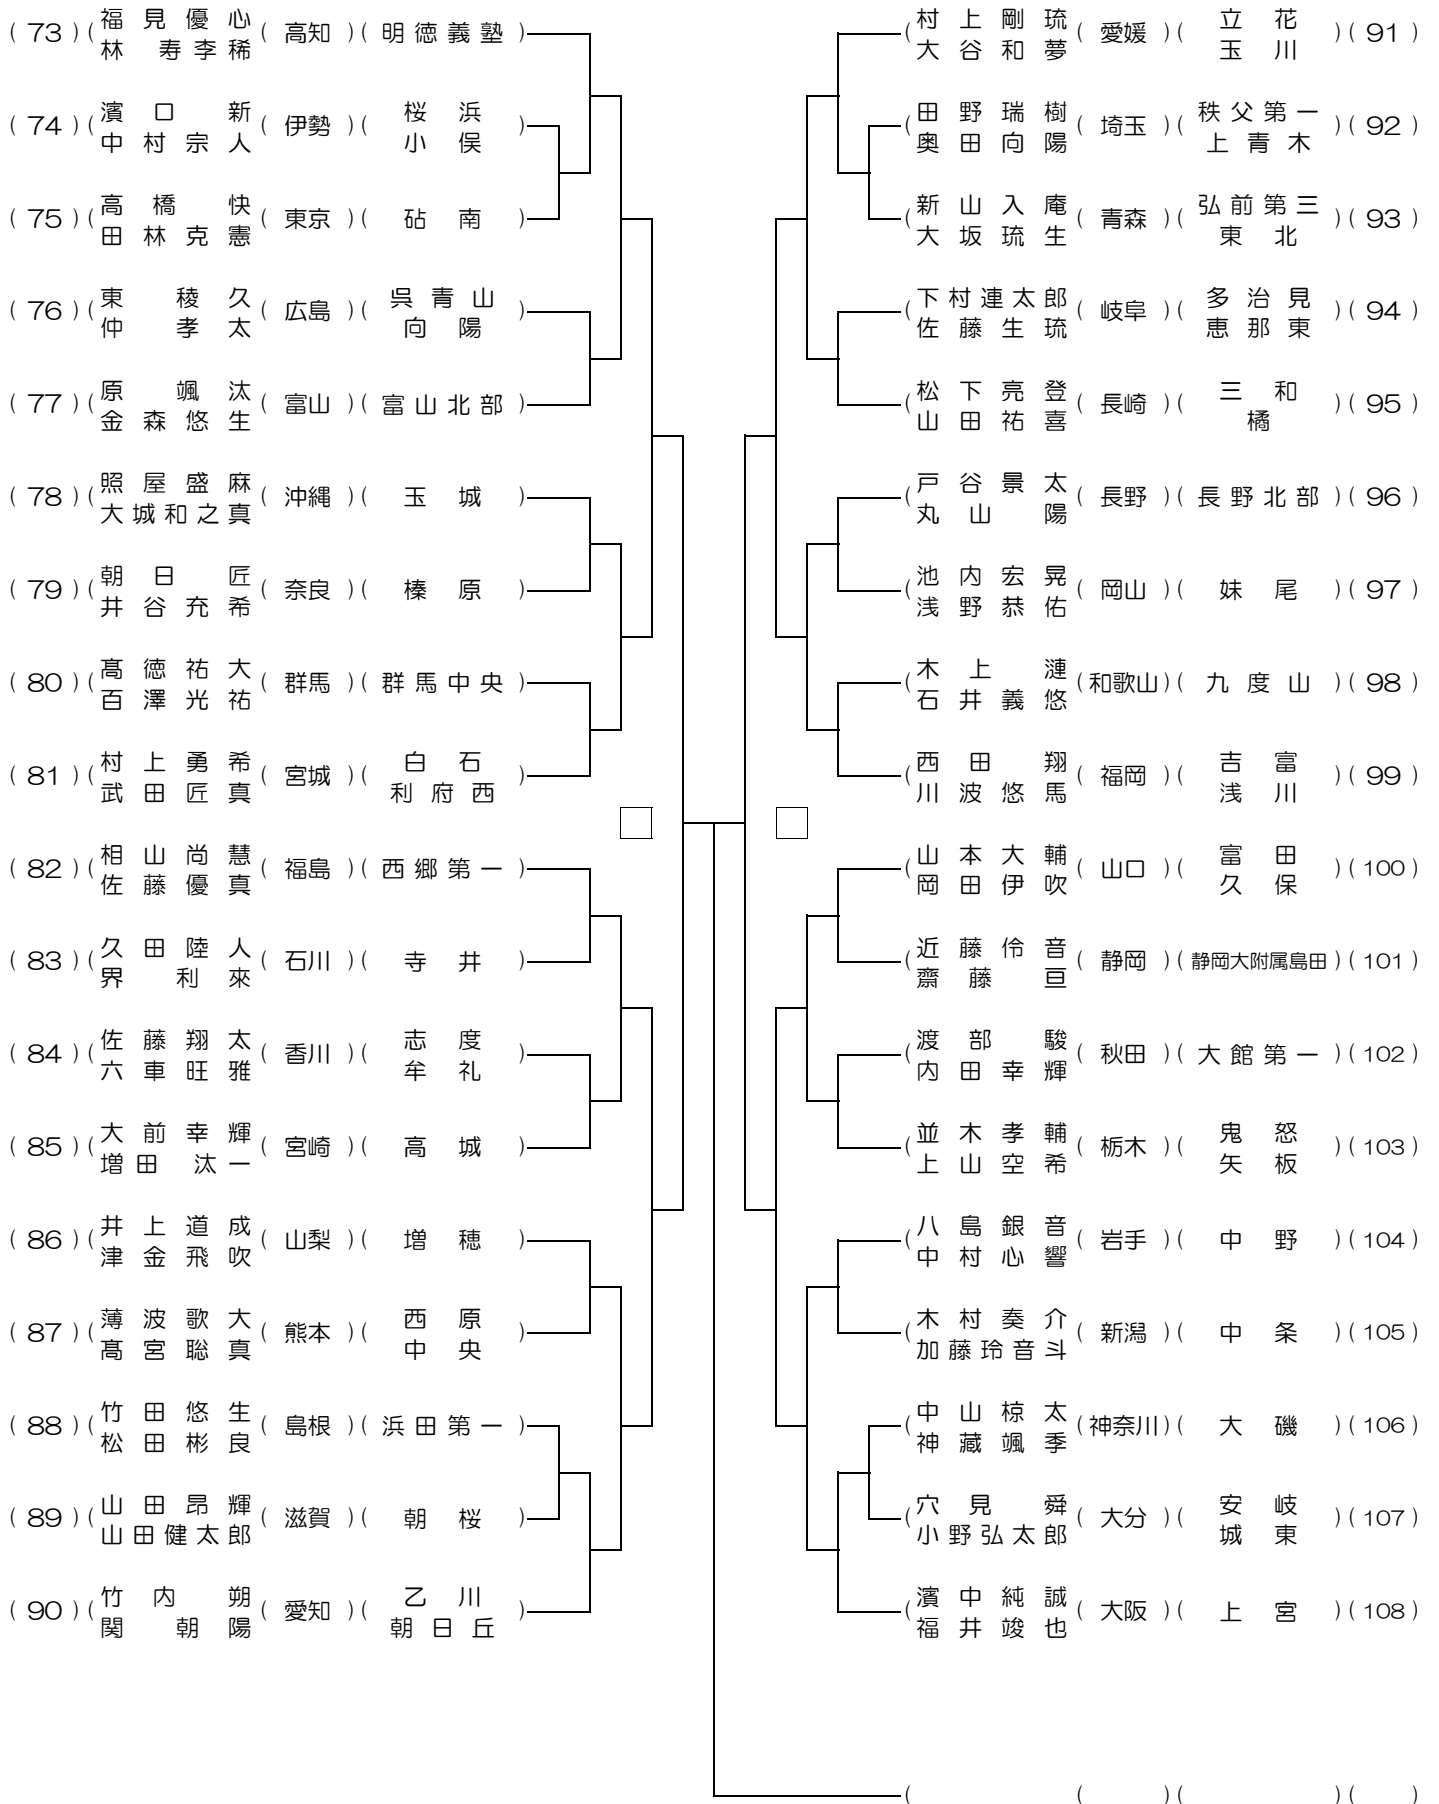 (73)(福見優心 林寿李稀(高知)(明徳義塾)
(74)(濱口新 中村宗人(伊勢)(桜浜 小俣)
(75)(高橋快 田林克憲(東京)(砧南)
(76)(東稜久 仲孝太(広島)(呉青山 向陽)
(77)(原颯汰 金森悠生(富山)(富山北部)
(78)(照屋盛麻 大城和之真(沖縄)(玉城)
(79)(朝日匠 井谷充希(奈良)(榛原)
(80)(髙徳祐大 百澤光祐(群馬)(群馬中央)
(81)(村上勇希 武田匠真(宮城)(白石 利府西)
(82)(相山尚慧 佐藤優真(福島)(西郷第一)
(83)(久田陸人 界利來(石川)(寺井)
(84)(佐藤翔太 六車旺雅(香川)(志度 牟礼)
(85)(大前幸輝 増田汰一(宮崎)(高城)
(86)(井上道成 津金飛吹(山梨)(増穂)
(87)(薄波歌大 髙宮聡真(熊本)(西原 中央)
(88)(竹田悠生 松田彬良(島根)(浜田第一)
(89)(山田昂輝 山田健太郎(滋賀)(朝桜)
(90)(竹内朔 関朝陽(愛知)(乙川 朝日丘)
(村上剛琉 大谷和夢(愛媛)(立花 玉川)(91)
(田野瑞樹 奥田向陽(埼玉)(秩父第一 上青木)(92)
(新山入庵 大坂琉生(青森)(弘前第三 東北)(93)
(下村連太郎 佐藤生琉(岐阜)(多治見 恵那東)(94)
(松下亮登 山田祐喜(長崎)(三和 橘)(95)
(戸谷景太 丸山陽(長野)(長野北部)(96)
(池内宏晃 浅野恭佑(岡山)(妹尾)(97)
(木上漣 石井義悠(和歌山)(九度山)(98)
(西田翔 川波悠馬(福岡)(吉富 浅川)(99)
(山本大輔 岡田伊吹(山口)(富田 久保)(100)
(近藤伶音 齋藤亘(静岡)(静岡大附属島田)(101)
(渡部駿 内田幸輝(秋田)(大館第一)(102)
(並木孝輔 上山空希(栃木)(鬼怒 矢板)(103)
(八島銀音 中村心響(岩手)(中野)(104)
(木村奏介 加藤玲音斗(新潟)(中条)(105)
(中山椋太 神藏颯季(神奈川)(大磯)(106)
(穴見舜 小野弘太郎(大分)(安岐 城東)(107)
(濱中純誠 福井竣也(大阪)(上宮)(108)
( ( )( )( )